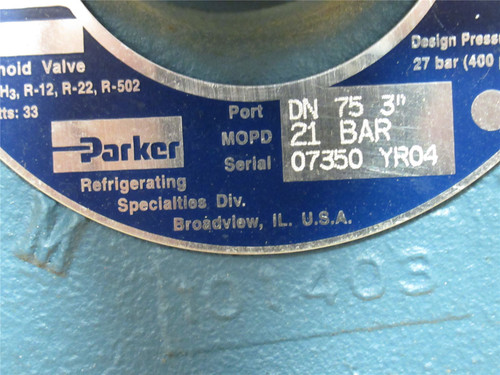 noid Valve
H3, R-12, R-22, R-502
tts: 33
Design Pressu
27 bar (400
Port DN 75 3"
MOPD 21 BAR
Serial 07350 YR04
Parker
Refrigerating
Specialties Div.
Broadview, IL. U.S.A.
M